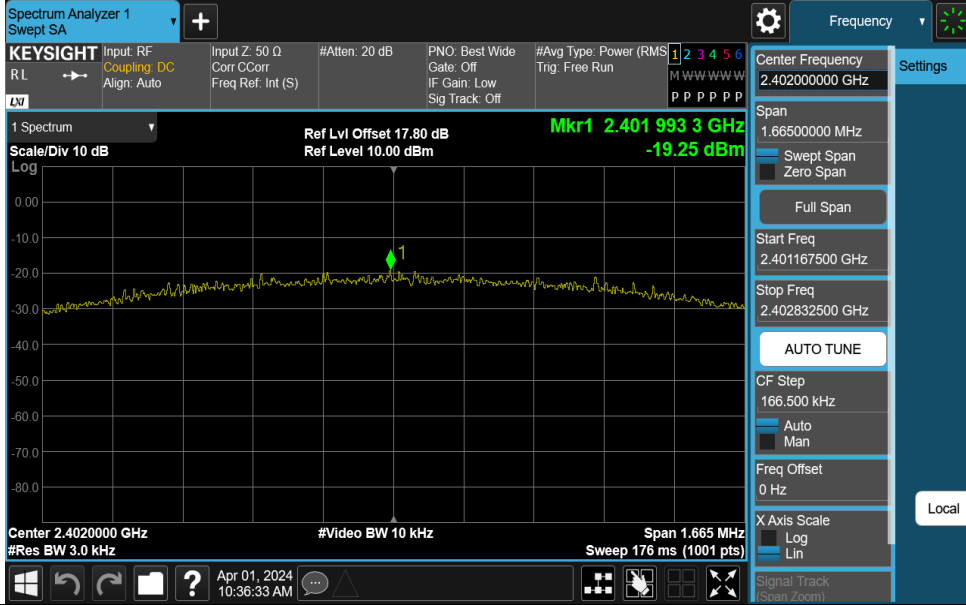 Spectrum Analyzer 1
Swept SA
+
Frequency
KEYSIGHT
R L
LXI
Input: RF
Coupling: DC
Align: Auto
Input Z: 50 Ω
Corr CCorr
Freq Ref: Int (S)
#Atten: 20 dB
PNO: Best Wide
Gate: Off
IF Gain: Low
Sig Track: Off
#Avg Type: Power (RMS
Trig: Free Run
1 2 3 4 5 6
M W W W W W
P P P P P P
1 Spectrum
Scale/Div 10 dB
Log
Ref Lvl Offset 17.80 dB
Ref Level 10.00 dBm
Mkr1 2.401 993 3 GHz
-19.25 dBm
1
0.00
-10.0
-20.0
-30.0
-40.0
-50.0
-60.0
-70.0
-80.0
Center 2.4020000 GHz
#Res BW 3.0 kHz
#Video BW 10 kHz
Span 1.665 MHz
Sweep 176 ms (1001 pts)
Center Frequency
2.402000000 GHz
Span
1.66500000 MHz
Swept Span
Zero Span
Full Span
Start Freq
2.401167500 GHz
Stop Freq
2.402832500 GHz
AUTO TUNE
CF Step
166.500 kHz
Auto
Man
Freq Offset
0 Hz
X Axis Scale
Log
Lin
Signal Track
(Span Zoom)
Settings
Local
?
Apr 01, 2024
10:36:33 AM